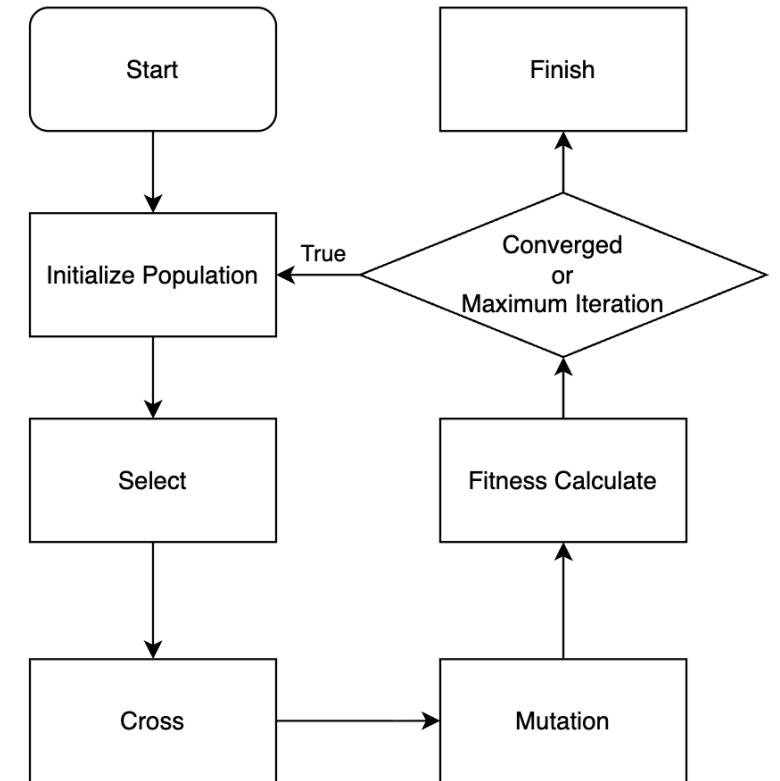 Start
Finish
Initialize Population
True
Converged
or
Maximum Iteration
Select
Fitness Calculate
Cross
Mutation